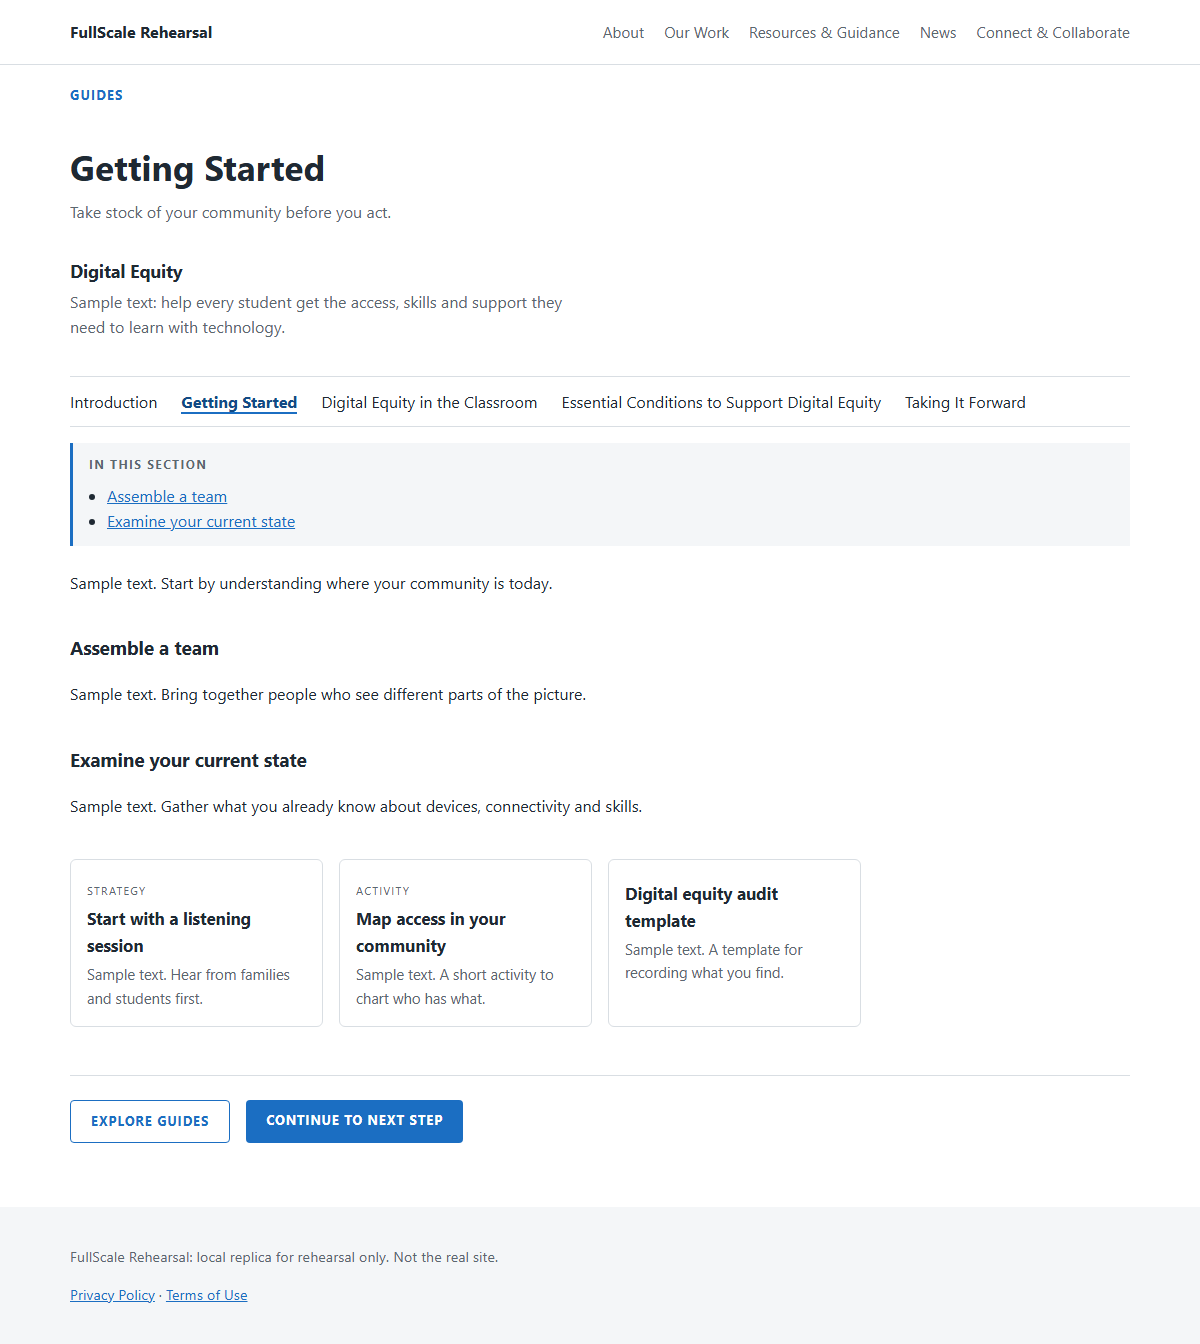 FullScale Rehearsal
About
Our Work
Resources & Guidance
News
Connect & Collaborate
GUIDES
Getting Started
Take stock of your community before you act.
Digital Equity
Sample text: help every student get the access, skills and support they
need to learn with technology.
Introduction
Getting Started
Digital Equity in the Classroom
Essential Conditions to Support Digital Equity
Taking It Forward
IN THIS SECTION
Assemble a team
Examine your current state
Sample text. Start by understanding where your community is today.
Assemble a team
Sample text. Bring together people who see different parts of the picture.
Examine your current state
Sample text. Gather what you already know about devices, connectivity and skills.
STRATEGY
Start with a listening
session
Sample text. Hear from families
and students first.
ACTIVITY
Map access in your
community
Sample text. A short activity to
chart who has what.
Digital equity audit
template
Sample text. A template for
recording what you find.
EXPLORE GUIDES
CONTINUE TO NEXT STEP
FullScale Rehearsal: local replica for rehearsal only. Not the real site.
Privacy Policy · Terms of Use